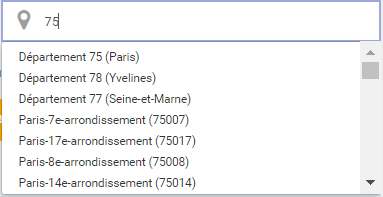 75
Département 75 (Paris)
Département 78 (Yvelines)
Département 77 (Seine-et-Marne)
Paris-7e-arrondissement (75007)
Paris-17e-arrondissement (75017)
Paris-8e-arrondissement (75008)
Paris-14e-arrondissement (75014)